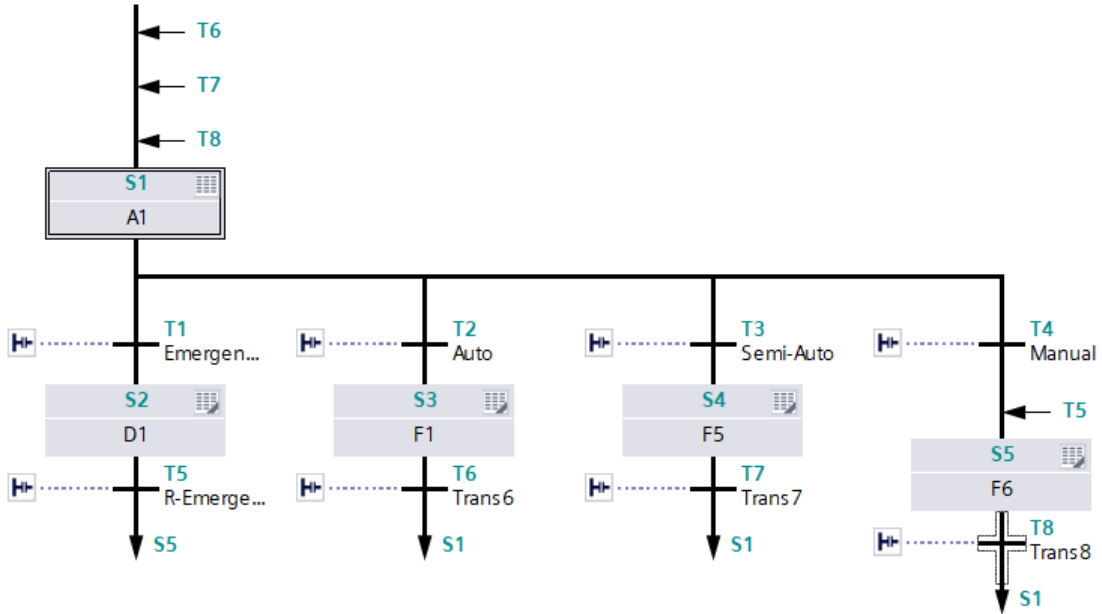 T6
T7
T8
S1
A1
T1
Emergen...
T2
Auto
T3
Semi-Auto
T4
Manual
S2
D1
S3
F1
S4
F5
T5
S5
F6
T5
R-Emerge...
T6
Trans6
T7
Trans7
T8
Trans8
S5
S1
S1
S1